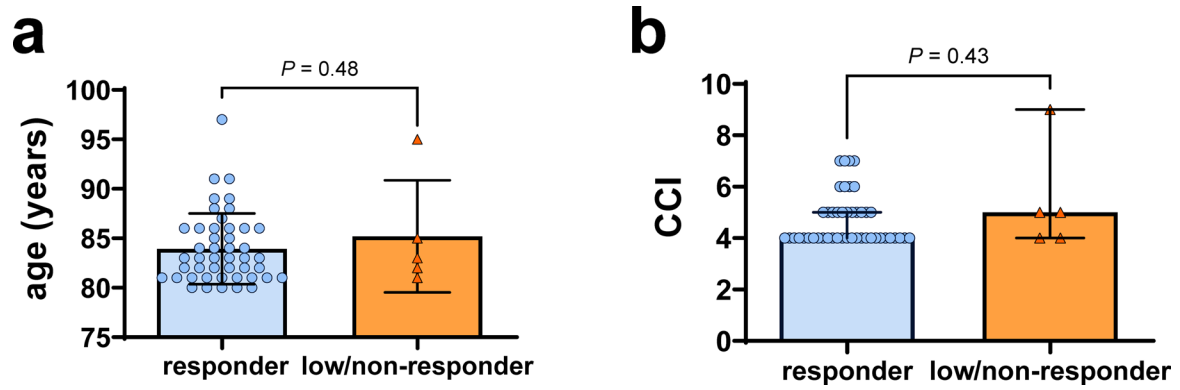 a
P = 0.48
age (years)
100
95
90
85
80
75
responder low/non-responder
b
P = 0.43
CCI
10
8
6
4
2
0
responder low/non-responder